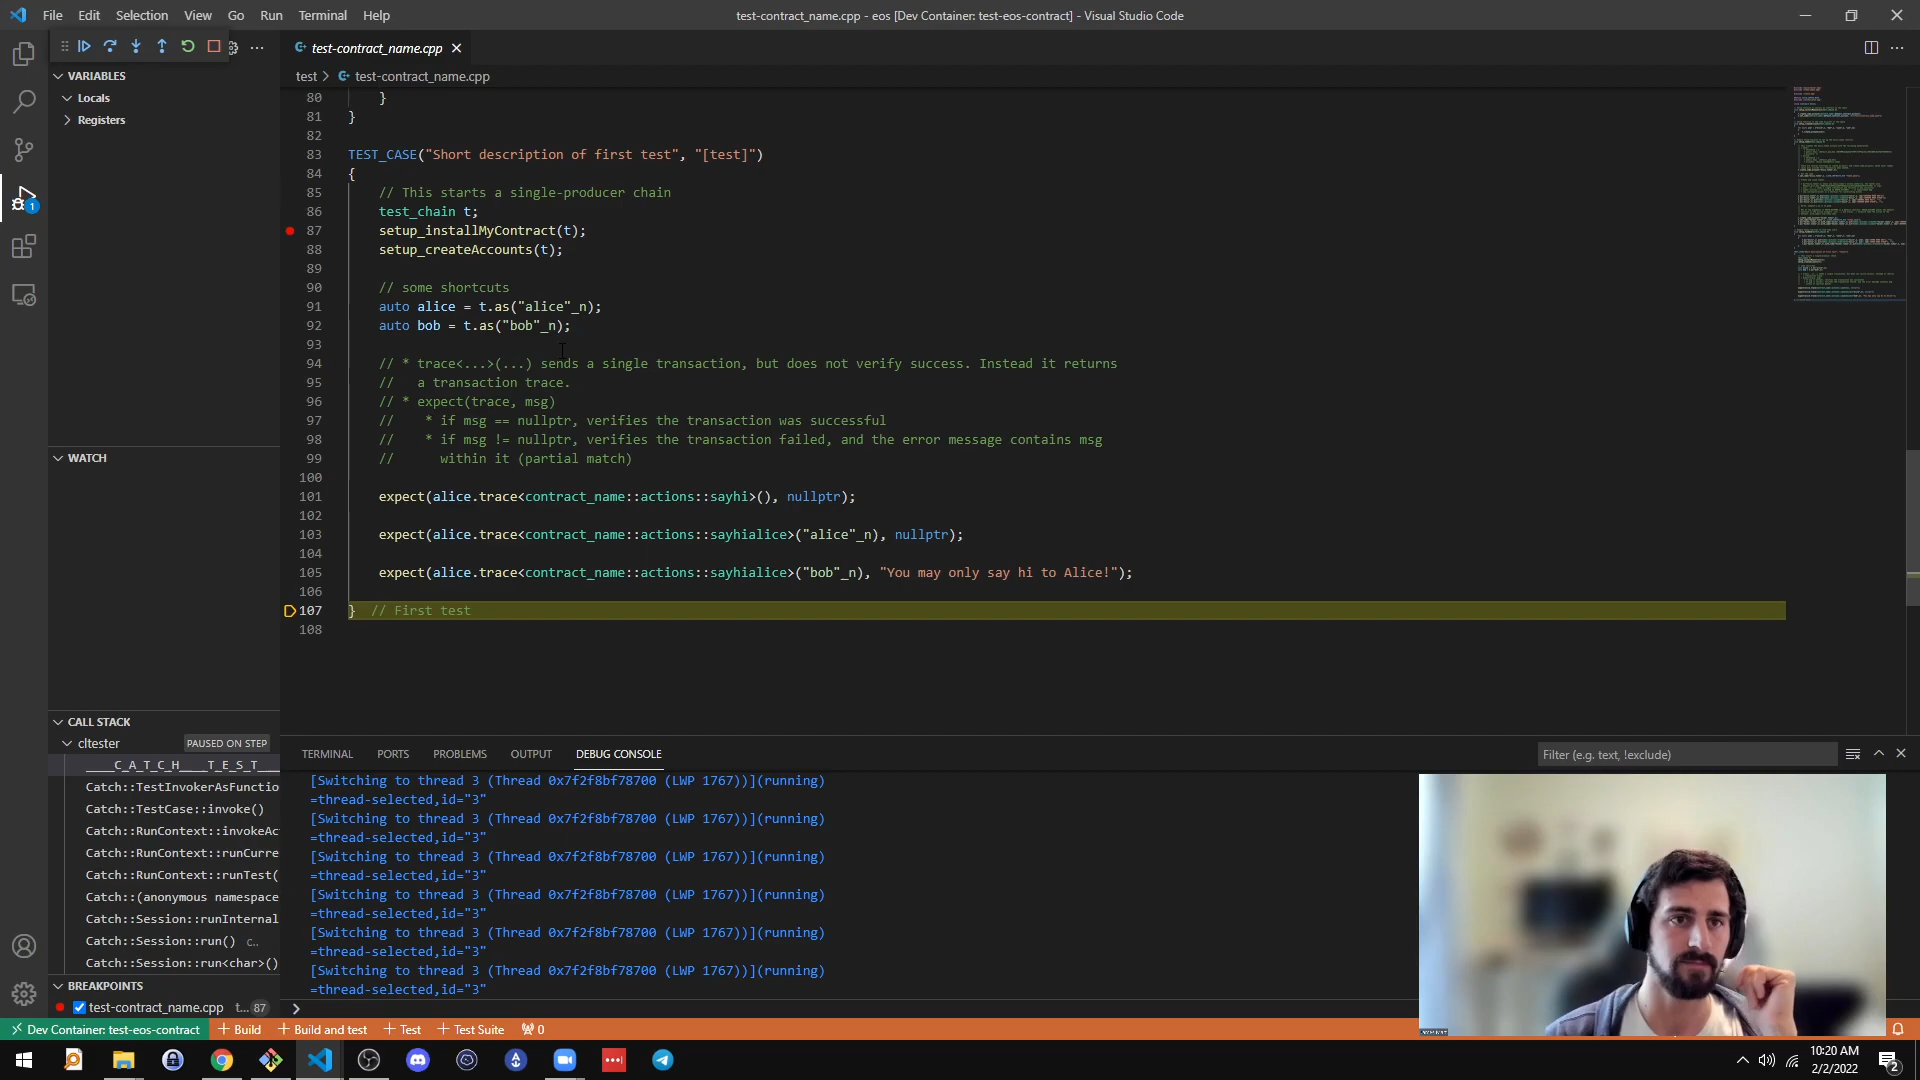 File Edit Selection View Go Run Terminal Help
test-contract_name.cpp - eos [Dev Container: test-eos-contract] - Visual Studio Code
test-contract_name.cpp
test > test-contract_name.cpp
VARIABLES
Locals
Registers
80 }
81 }
82
83 TEST_CASE("Short description of first test", "[test]")
84 {
85 // This starts a single-producer chain
86 test_chain t;
87 setup_installMyContract(t);
88 setup_createAccounts(t);
89
90 // some shortcuts
91 auto alice = t.as("alice"_n);
92 auto bob = t.as("bob"_n);
93
94 // * trace<...>(...) sends a single transaction, but does not verify success. Instead it returns
95 // a transaction trace.
96 // * expect(trace, msg)
97 // * if msg == nullptr, verifies the transaction was successful
98 // * if msg != nullptr, verifies the transaction failed, and the error message contains msg
99 // within it (partial match)
100
101 expect(alice.trace<contract_name::actions::sayhi>(), nullptr);
102
103 expect(alice.trace<contract_name::actions::sayhialice>("alice"_n), nullptr);
104
105 expect(alice.trace<contract_name::actions::sayhialice>("bob"_n), "You may only say hi to Alice!");
106
107 } // First test
108
WATCH
CALL STACK
cltester PAUSED ON STEP
____C_A_T_C_H____T_E_S_T___
Catch::TestInvokerAsFunctio
Catch::TestCase::invoke()
Catch::RunContext::invokeAc
Catch::RunContext::runCurre
Catch::RunContext::runTest(
Catch::(anonymous namespace
Catch::Session::runInternal
Catch::Session::run() c..
Catch::Session::run<char>()
BREAKPOINTS
test-contract_name.cpp t... 87
1
TERMINAL PORTS PROBLEMS OUTPUT DEBUG CONSOLE
Filter (e.g. text, !exclude)
[Switching to thread 3 (Thread 0x7f2f8bf78700 (LWP 1767))](running)
=thread-selected,id="3"
[Switching to thread 3 (Thread 0x7f2f8bf78700 (LWP 1767))](running)
=thread-selected,id="3"
[Switching to thread 3 (Thread 0x7f2f8bf78700 (LWP 1767))](running)
=thread-selected,id="3"
[Switching to thread 3 (Thread 0x7f2f8bf78700 (LWP 1767))](running)
=thread-selected,id="3"
[Switching to thread 3 (Thread 0x7f2f8bf78700 (LWP 1767))](running)
=thread-selected,id="3"
[Switching to thread 3 (Thread 0x7f2f8bf78700 (LWP 1767))](running)
=thread-selected,id="3"
>
Dev Container: test-eos-contract + Build + Build and test + Test + Test Suite 0
10:20 AM
2/2/2022
2